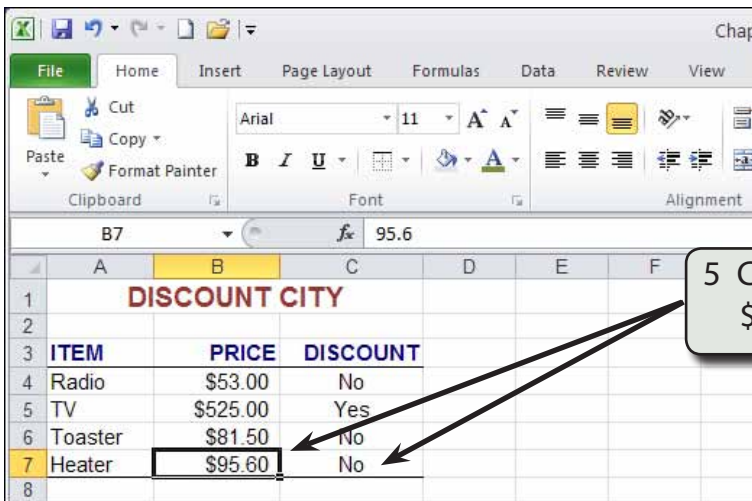 Chap
File Home Insert Page Layout Formulas Data Review View
Cut
Copy
Paste
Format Painter
Arial 11 A A
B I U A
Clipboard Font Alignment
B7 fx 95.6
A B C D E F
1 DISCOUNT CITY
2
3 ITEM PRICE DISCOUNT
4 Radio $53.00 No
5 TV $525.00 Yes
6 Toaster $81.50 No
7 Heater $95.60 No
8
5 C
$